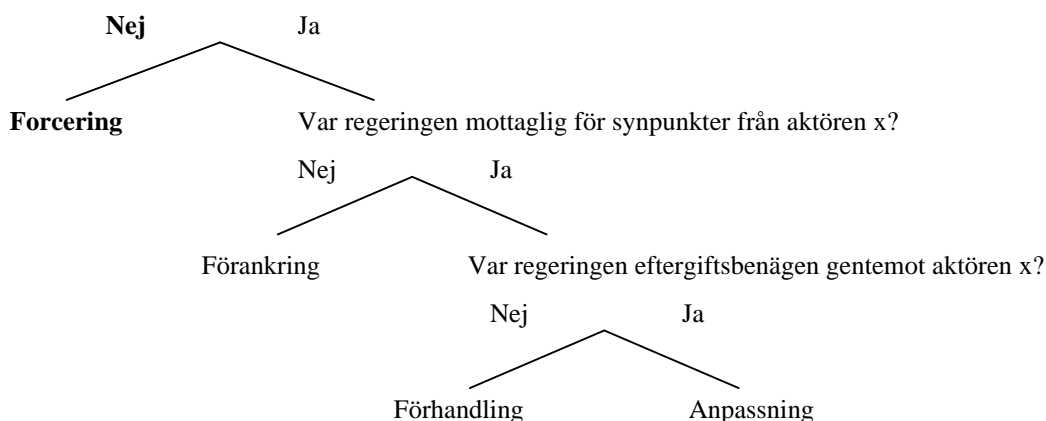 Nej Ja
Forcering Var regeringen mottaglig för synpunkter från aktören x?
Nej Ja
Förankring Var regeringen eftergiftsbenägen gentemot aktören x?
Nej Ja
Förhandling Anpassning